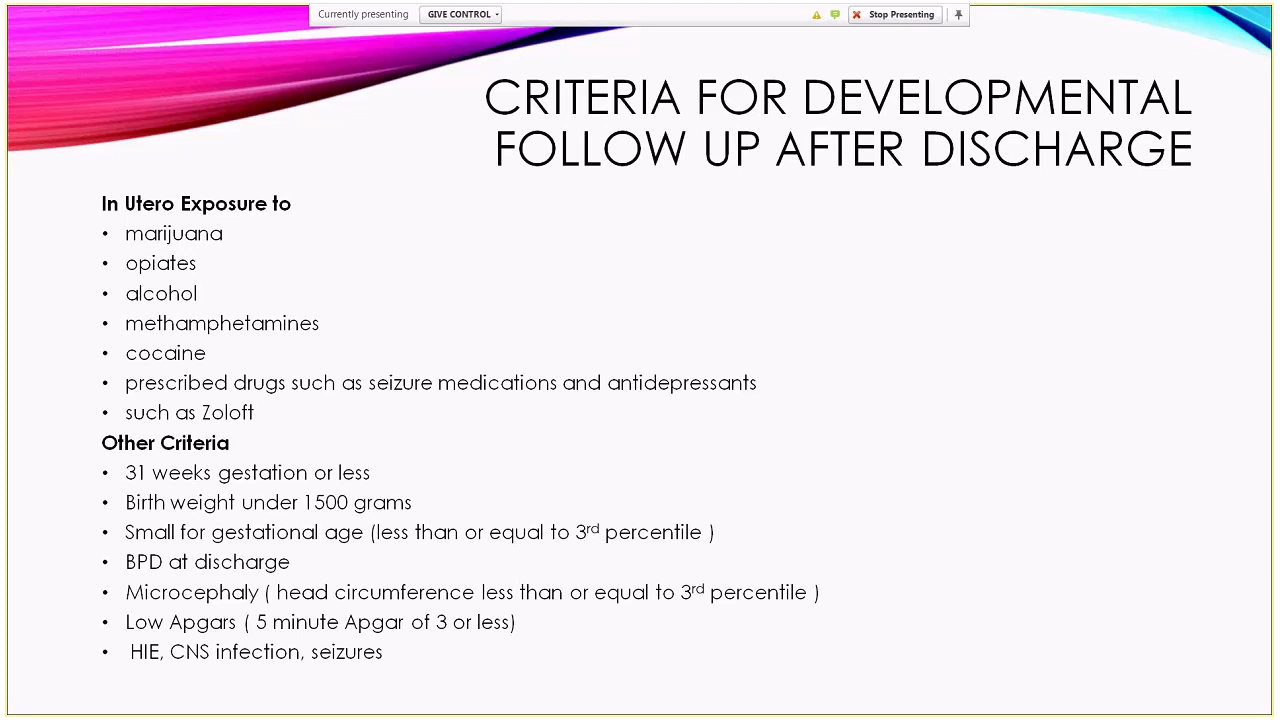 Currently presenting GIVE CONTROL Stop Presenting
CRITERIA FOR DEVELOPMENTAL
FOLLOW UP AFTER DISCHARGE
In Utero Exposure to
• marijuana
• opiates
• alcohol
• methamphetamines
• cocaine
• prescribed drugs such as seizure medications and antidepressants
• such as Zoloft
Other Criteria
• 31 weeks gestation or less
• Birth weight under 1500 grams
• Small for gestational age (less than or equal to 3rd percentile )
• BPD at discharge
• Microcephaly ( head circumference less than or equal to 3rd percentile )
• Low Apgars ( 5 minute Apgar of 3 or less)
• HIE, CNS infection, seizures